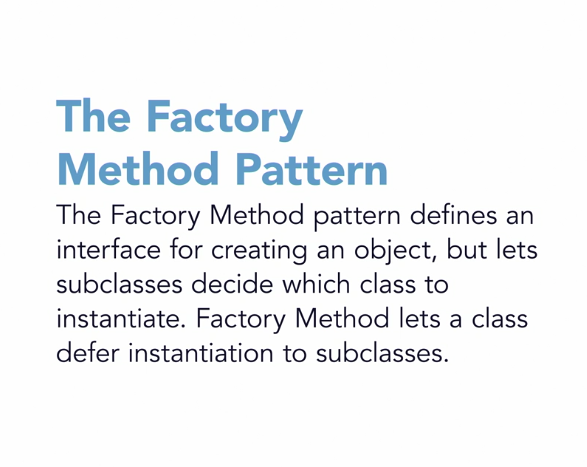 The Factory
Method Pattern
The Factory Method pattern defines an
interface for creating an object, but lets
subclasses decide which class to
instantiate. Factory Method lets a class
defer instantiation to subclasses.